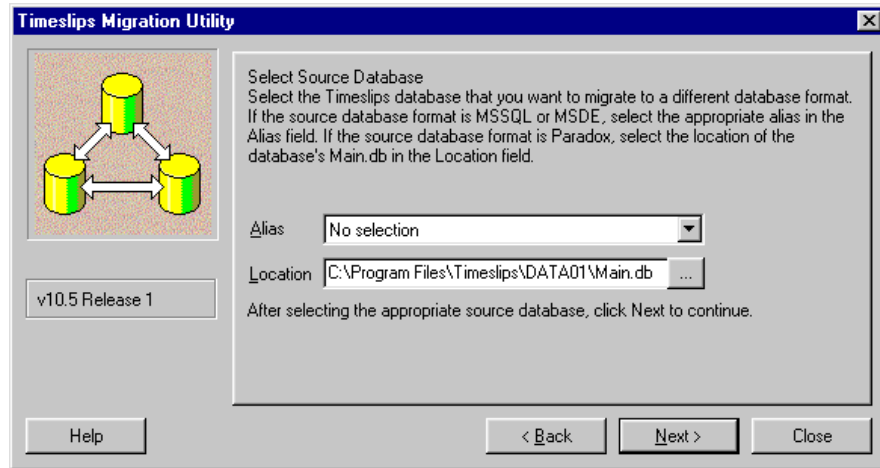 Timeslips Migration Utility
Select Source Database
Select the Timeslips database that you want to migrate to a different database format.
If the source database format is MSSQL or MSDE, select the appropriate alias in the
Alias field. If the source database format is Paradox, select the location of the
database's Main.db in the Location field.
Alias No selection
Location C:\Program Files\Timeslips\DATA01\Main.db ...
v10.5 Release 1
After selecting the appropriate source database, click Next to continue.
Help < Back Next > Close